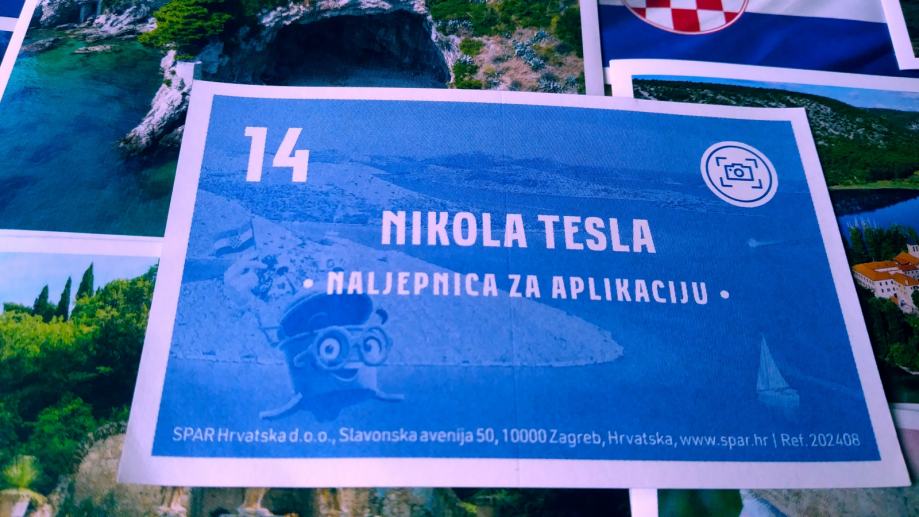 14
NIKOLA TESLA
• NALJEPNICA ZA APLIKACIJU •
SPAR Hrvatska d.o.o., Slavonska avenija 50, 10000 Zagreb, Hrvatska, www.spar.hr | Ref. 202408